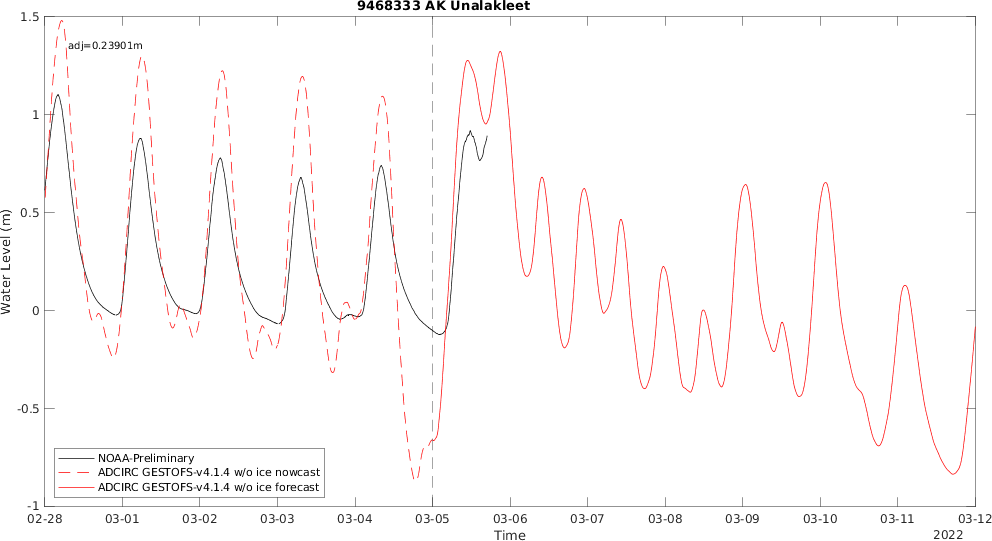 9468333 AK Unalakleet
adj=0.23901m
1.5
1
0.5
0
-0.5
-1
Water Level (m)
NOAA-Preliminary
ADCIRC GESTOFS-v4.1.4 w/o ice nowcast
ADCIRC GESTOFS-v4.1.4 w/o ice forecast
02-28 03-01 03-02 03-03 03-04 03-05 03-06 03-07 03-08 03-09 03-10 03-11 03-12
Time
2022